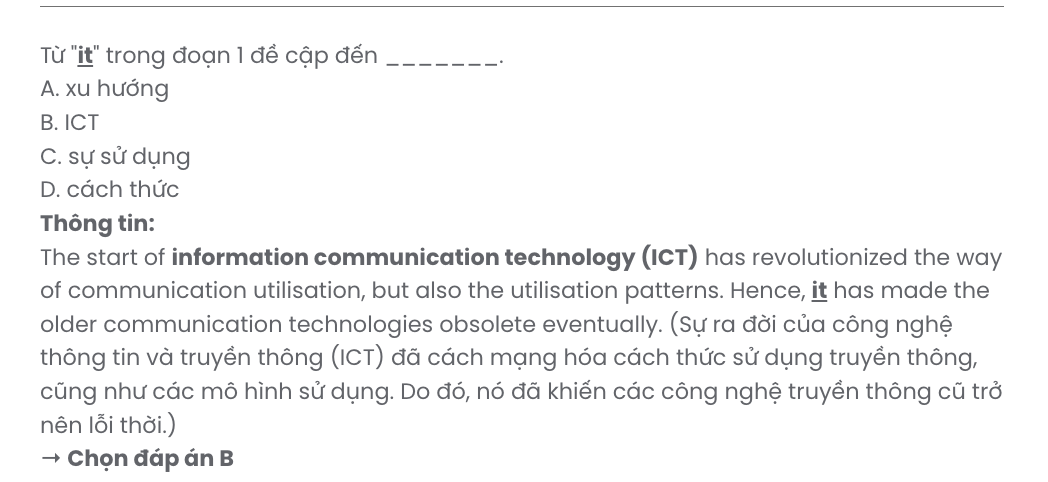 Từ "it" trong đoạn 1 đề cập đến _______.
A. xu hướng
B. ICT
C. sự sử dụng
D. cách thức
Thông tin:
The start of information communication technology (ICT) has revolutionized the way
of communication utilisation, but also the utilisation patterns. Hence, it has made the
older communication technologies obsolete eventually. (Sự ra đời của công nghệ
thông tin và truyền thông (ICT) đã cách mạng hóa cách thức sử dụng truyền thông,
cũng như các mô hình sử dụng. Do đó, nó đã khiến các công nghệ truyền thông cũ trở
nên lỗi thời.)
→ Chọn đáp án B